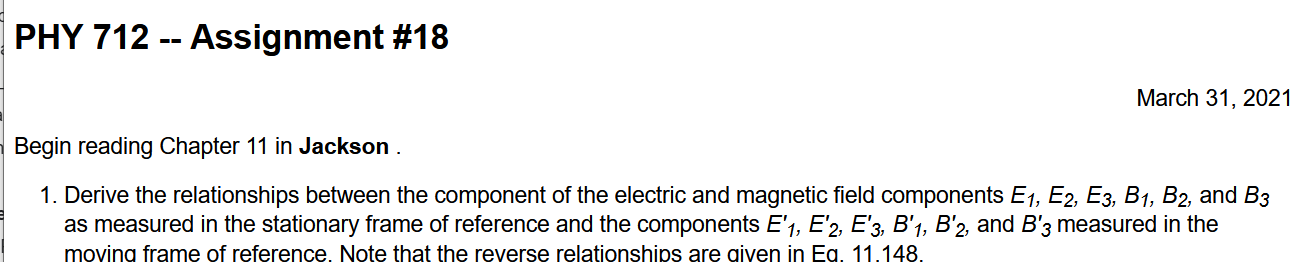 PHY 712 -- Assignment #18
March 31, 2021
Begin reading Chapter 11 in Jackson .
1. Derive the relationships between the component of the electric and magnetic field components E1, E2, E3, B1, B2, and B3
as measured in the stationary frame of reference and the components E'1, E'2, E'3, B'1, B'2, and B'3 measured in the
moving frame of reference. Note that the reverse relationships are given in Eq. 11.148.